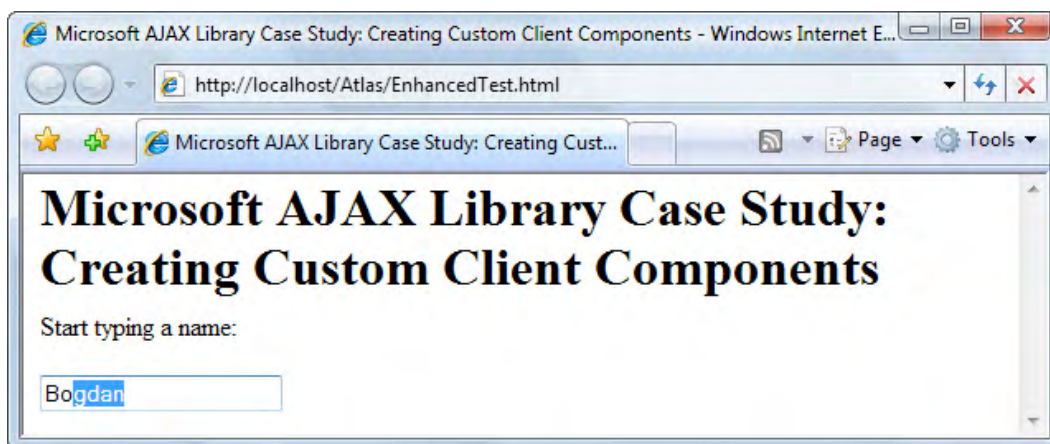 Microsoft AJAX Library Case Study: Creating Custom Client Components - Windows Internet E...
http://localhost/Atlas/EnhancedTest.html
Microsoft AJAX Library Case Study: Creating Cust...
Page
Tools
Microsoft AJAX Library Case Study:
Creating Custom Client Components
Start typing a name:
Bogdan